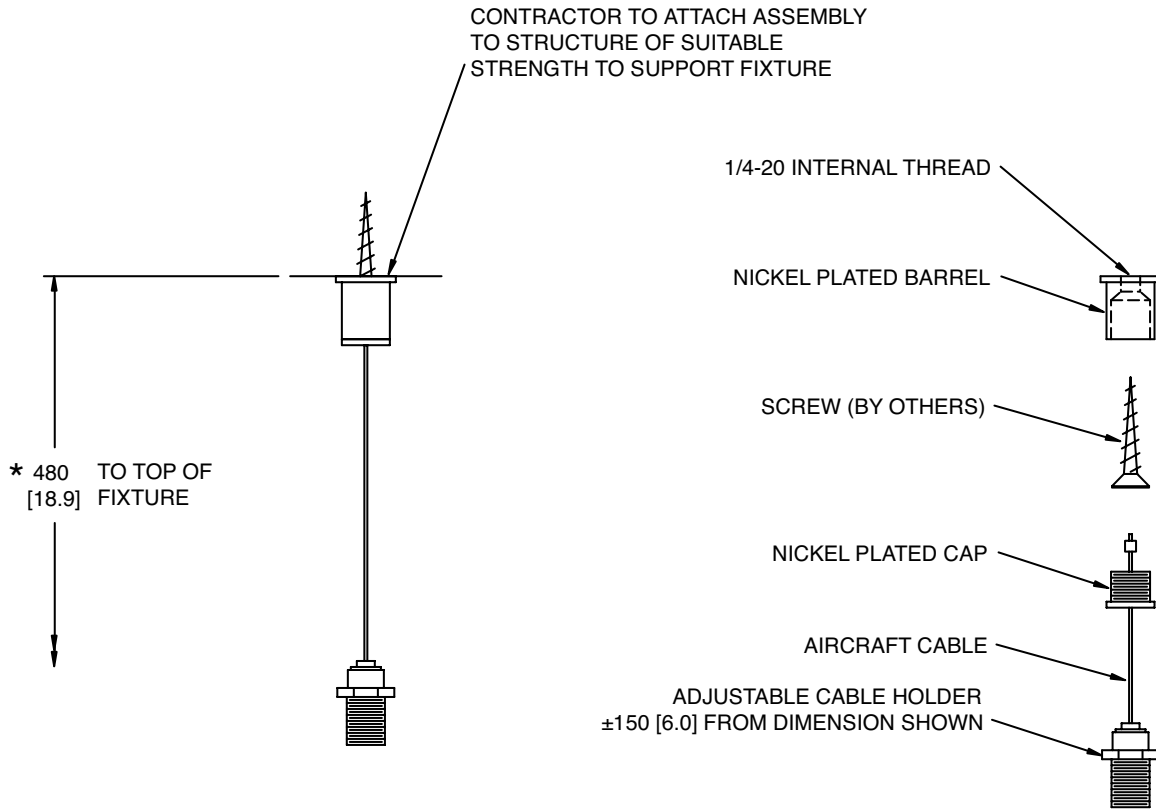 CONTRACTOR TO ATTACH ASSEMBLY
TO STRUCTURE OF SUITABLE
STRENGTH TO SUPPORT FIXTURE
* 480 TO TOP OF
[18.9] FIXTURE
1/4-20 INTERNAL THREAD
NICKEL PLATED BARREL
SCREW (BY OTHERS)
NICKEL PLATED CAP
AIRCRAFT CABLE
ADJUSTABLE CABLE HOLDER
±150 [6.0] FROM DIMENSION SHOWN